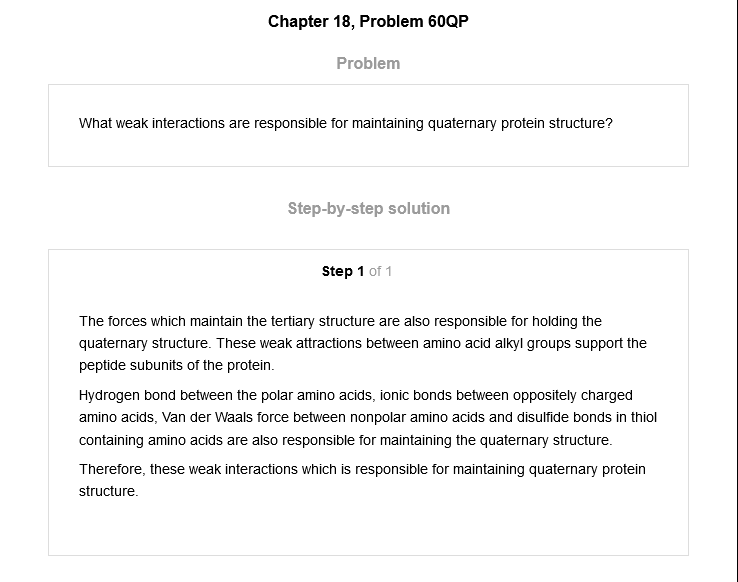 Chapter 18, Problem 60QP
Problem
What weak interactions are responsible for maintaining quaternary protein structure?
Step-by-step solution
Step 1 of 1
The forces which maintain the tertiary structure are also responsible for holding the
quaternary structure. These weak attractions between amino acid alkyl groups support the
peptide subunits of the protein.
Hydrogen bond between the polar amino acids, ionic bonds between oppositely charged
amino acids, Van der Waals force between nonpolar amino acids and disulfide bonds in thiol
containing amino acids are also responsible for maintaining the quaternary structure.
Therefore, these weak interactions which is responsible for maintaining quaternary protein
structure.